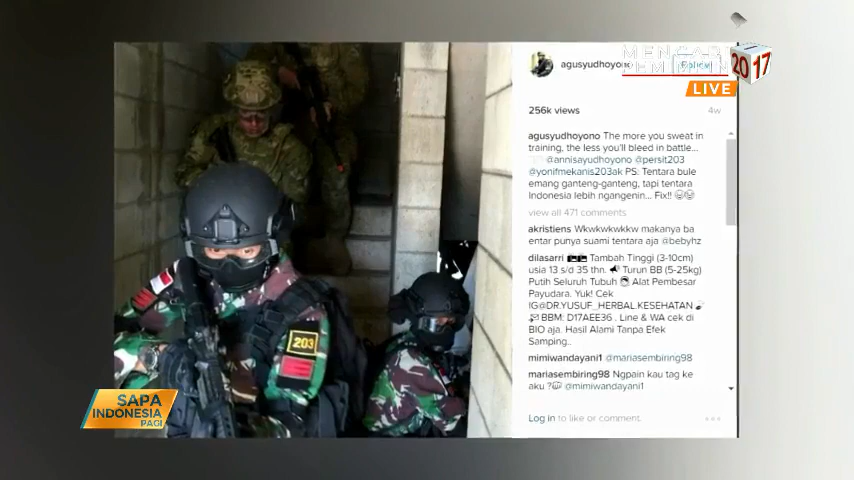 MENCARI
PEMIMPIN
2017
LIVE
agusyudhoyono
Follow
256k views
4w
agusyudhoyono The more you sweat in
training, the less you'll bleed in battle...
@annisayudhoyono @persit203
@yonifmekanis203ak PS: Tentara bule
emang ganteng-ganteng, tapi tentara
Indonesia lebih ngangenin... Fix!! 😄😄
view all 471 comments
akristiens Wkwkwkwkkw makanya ba
entar punya suami tentara aja @bebyhz
dilasarri Tambah Tinggi (3-10cm)
usia 13 s/d 35 thn. Turun BB (5-25kg)
Putih Seluruh Tubuh Alat Pembesar
Payudara. Yuk! Cek
IG@DR.YUSUF_HERBAL.KESEHATAN
BBM: D17AEE36 . Line & WA cek di
BIO aja. Hasil Alami Tanpa Efek
Samping..
mimiwandayani1 @mariasembiring98
mariasembiring98 Ngpain kau tag ke
aku ? @mimiwandayani1
Log in to like or comment.
203
SAPA
INDONESIA
PAGI